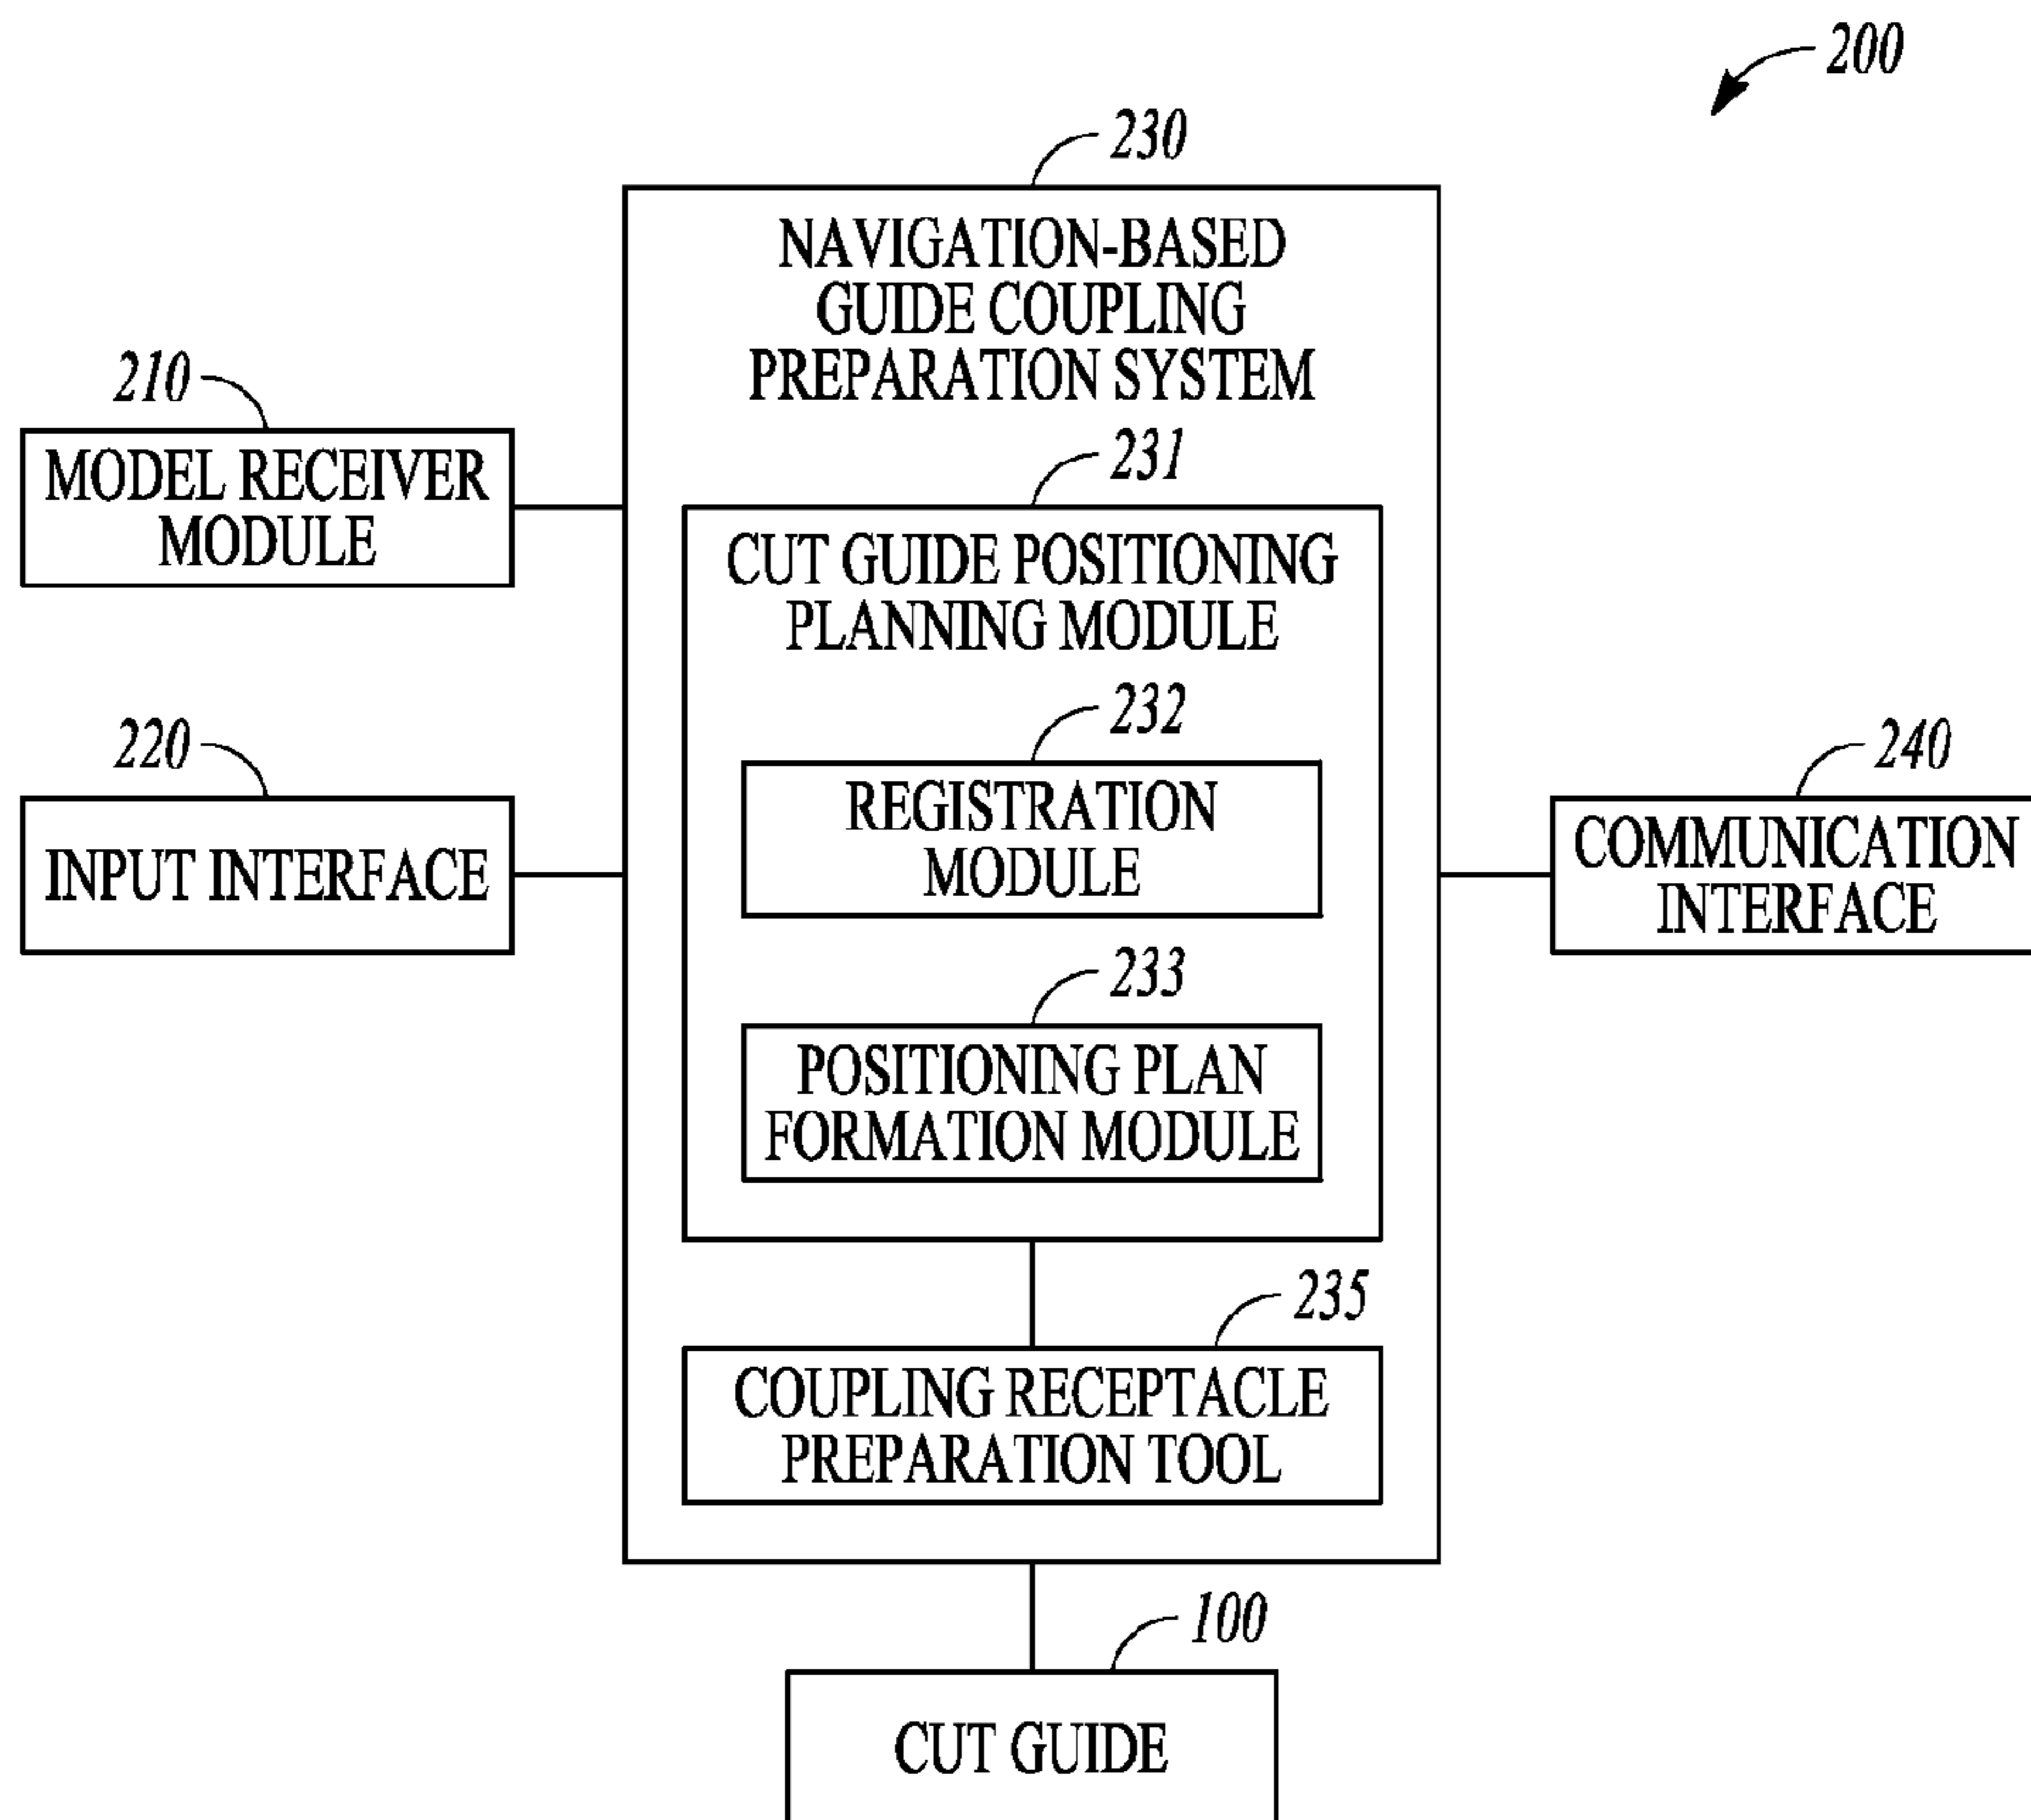 200
230
NAVIGATION-BASED
GUIDE COUPLING
PREPARATION SYSTEM
210
MODEL RECEIVER
MODULE
231
CUT GUIDE POSITIONING
PLANNING MODULE
220
INPUT INTERFACE
232
REGISTRATION
MODULE
240
COMMUNICATION
INTERFACE
233
POSITIONING PLAN
FORMATION MODULE
235
COUPLING RECEPTACLE
PREPARATION TOOL
100
CUT GUIDE